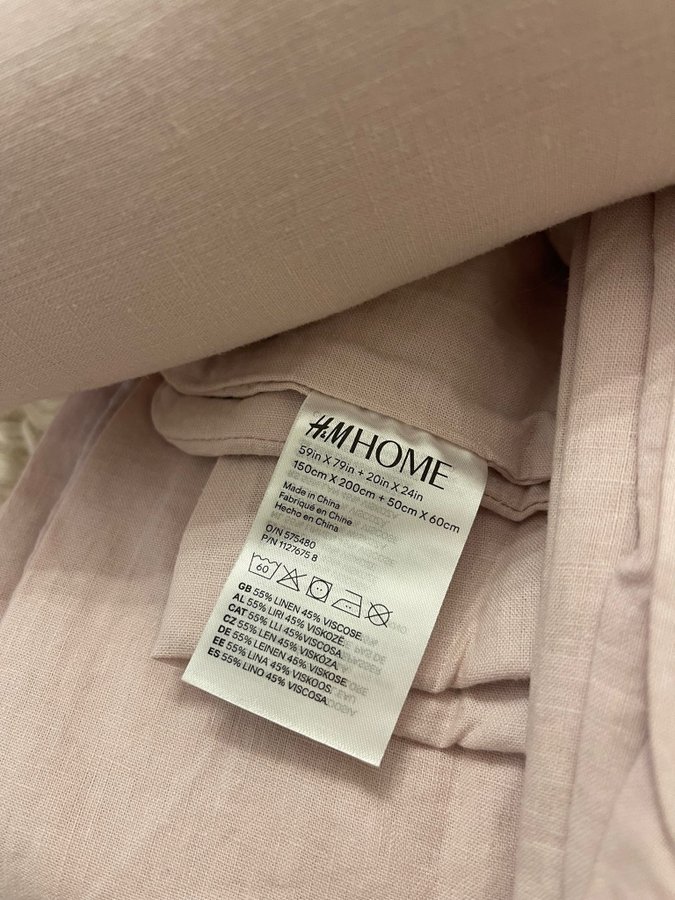 H&M HOME
59in X 79in + 20in X 24in
150cm X 200cm + 50cm X 60cm
Made in China
Fabriqué en Chine
Hecho en China
O/N 575480
P/N 1127675 8
60
GB 55% LINEN 45% VISCOSE.
AL 55% LIRI 45% VISKOZË.
CAT 55% LLI 45%VISCOSA.
CZ 55% LEN 45% VISKÓZA.
DE 55% LEINEN 45% VISKOSE.
EE 55% LINA 45% VISKOOS.
ES 55% LINO 45% VISCOSA.